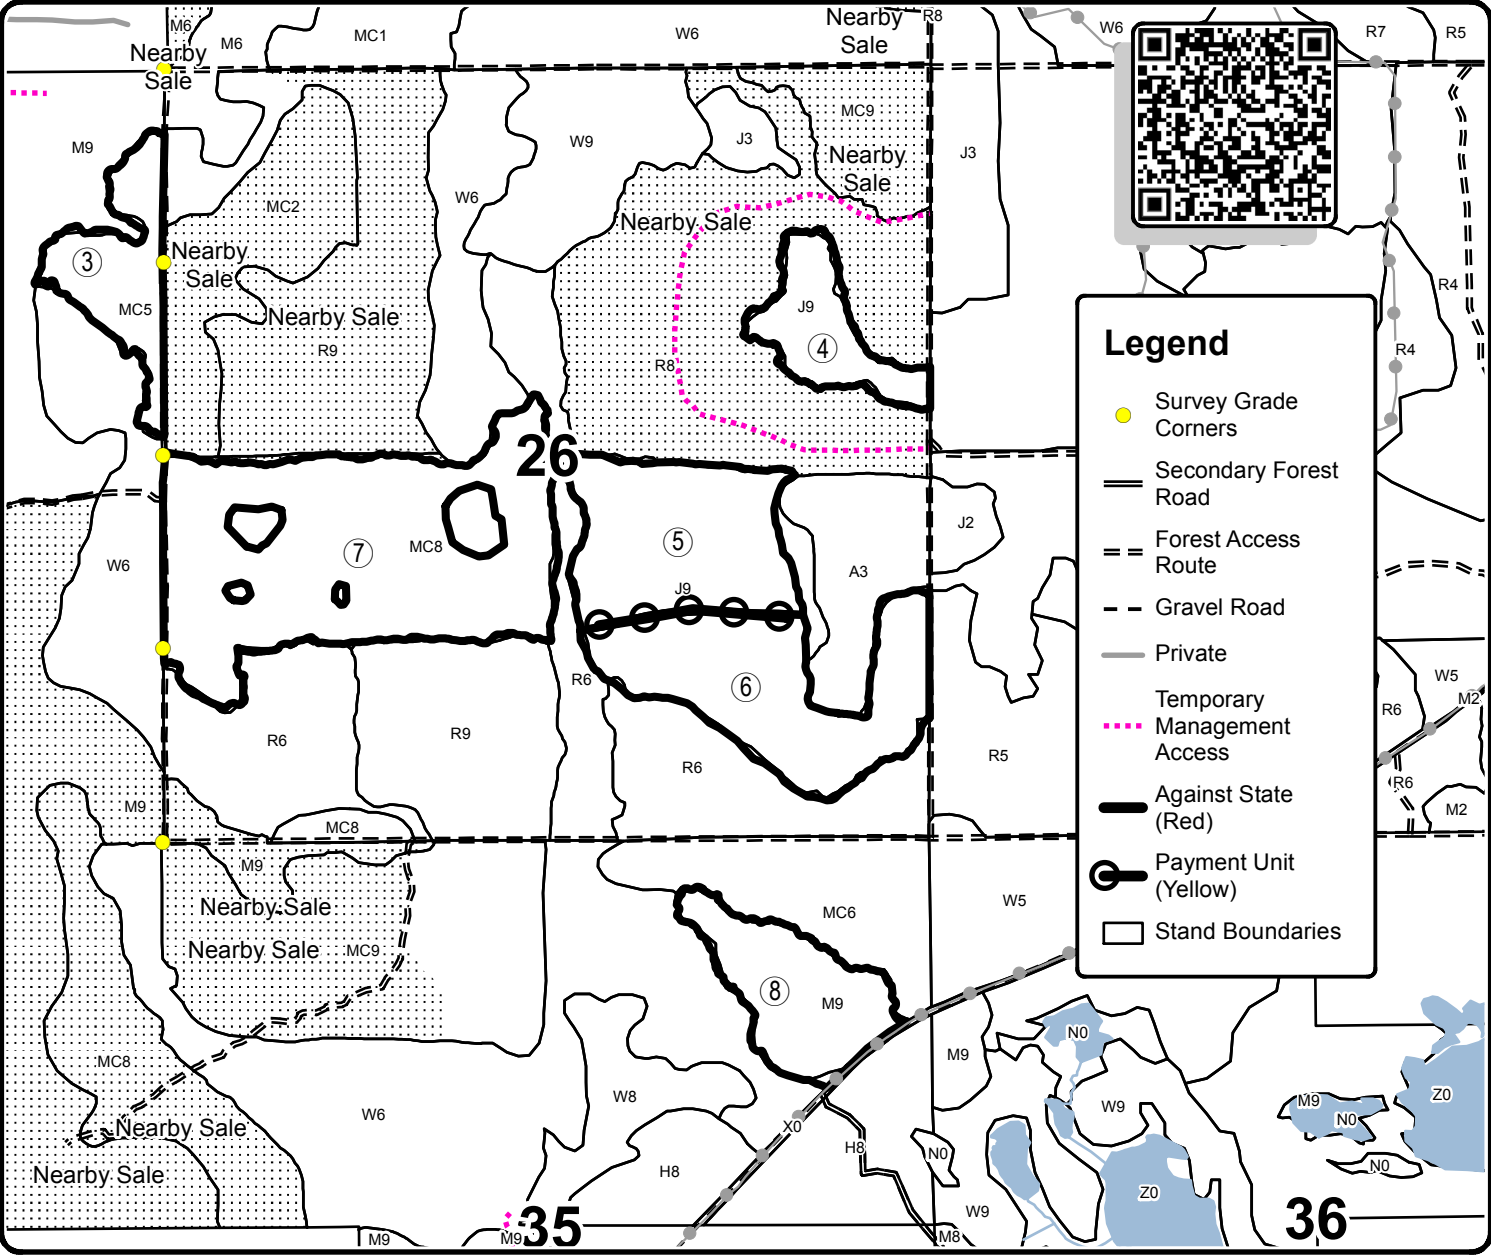 M6
M6
MC1
W6
Nearby
Sale
R8
W6
R7
R5
Nearby
Sale
M9
W9
J3
MC9
J3
Nearby
Sale
W6
MC2
Nearby Sale
Nearby
Sale
3
MC5
Nearby Sale
R9
J9
4
R8
R4
R4
26
7
MC8
5
J9
W6
A3
J2
R6
6
R6
R9
R6
R5
W5
M2
R6
R6
M2
M9
MC8
M9
Nearby Sale
Nearby Sale
MC9
MC6
W5
8
M9
MC8
Nearby Sale
Nearby Sale
W6
W8
X0
H8
H8
M9
N0
W9
N0
Z0
W9
M8
M9
N0
N0
Z0
M9
M9
35
36
Legend
Survey Grade
Corners
Secondary Forest
Road
Forest Access
Route
Gravel Road
Private
Temporary
Management
Access
Against State
(Red)
Payment Unit
(Yellow)
Stand Boundaries